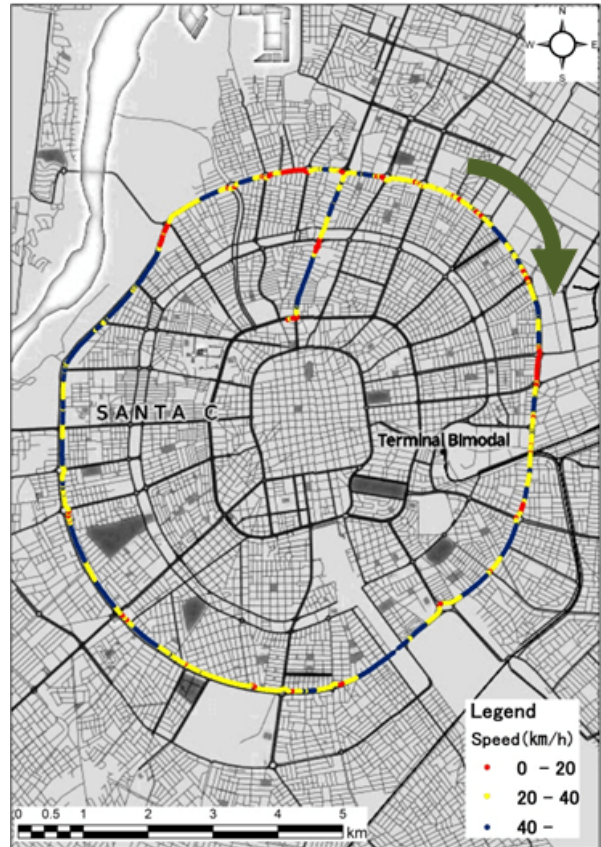 N
W E
S
SANTA C
Terminal Bimodal
Legend
Speed(km/h)
0 - 20
20 - 40
40 -
0 0.5 1 2 3 4 5
km